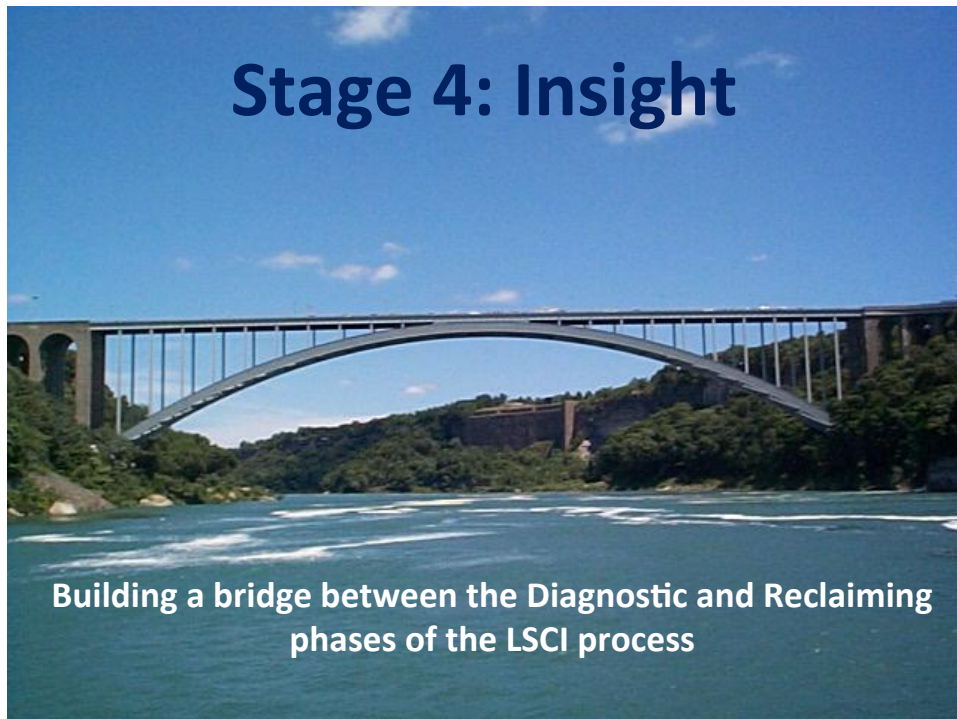 Stage 4: Insight
Building a bridge between the Diagnostic and Reclaiming
phases of the LSCI process